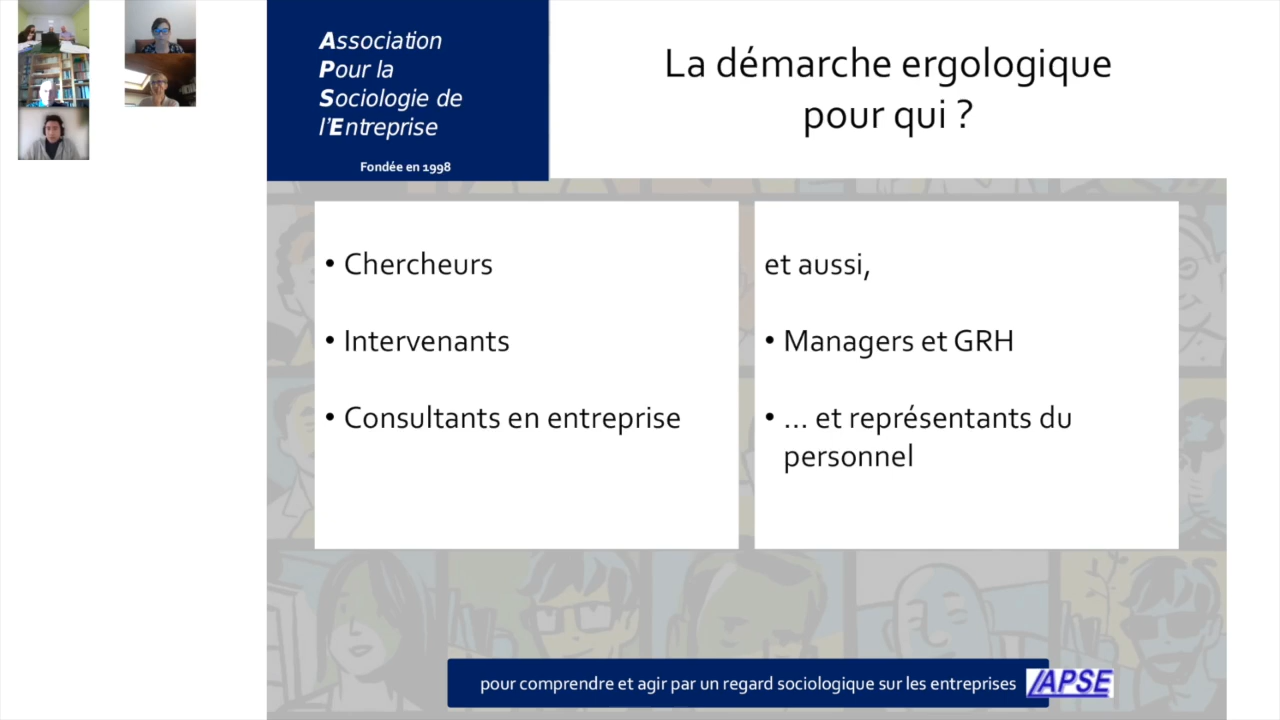 Association
Pour la
Sociologie de
l'Entreprise
Fondée en 1998
La démarche ergologique
pour qui ?
• Chercheurs
• Intervenants
• Consultants en entreprise
et aussi,
• Managers et GRH
• ... et représentants du
personnel
pour comprendre et agir par un regard sociologique sur les entreprises
APSE